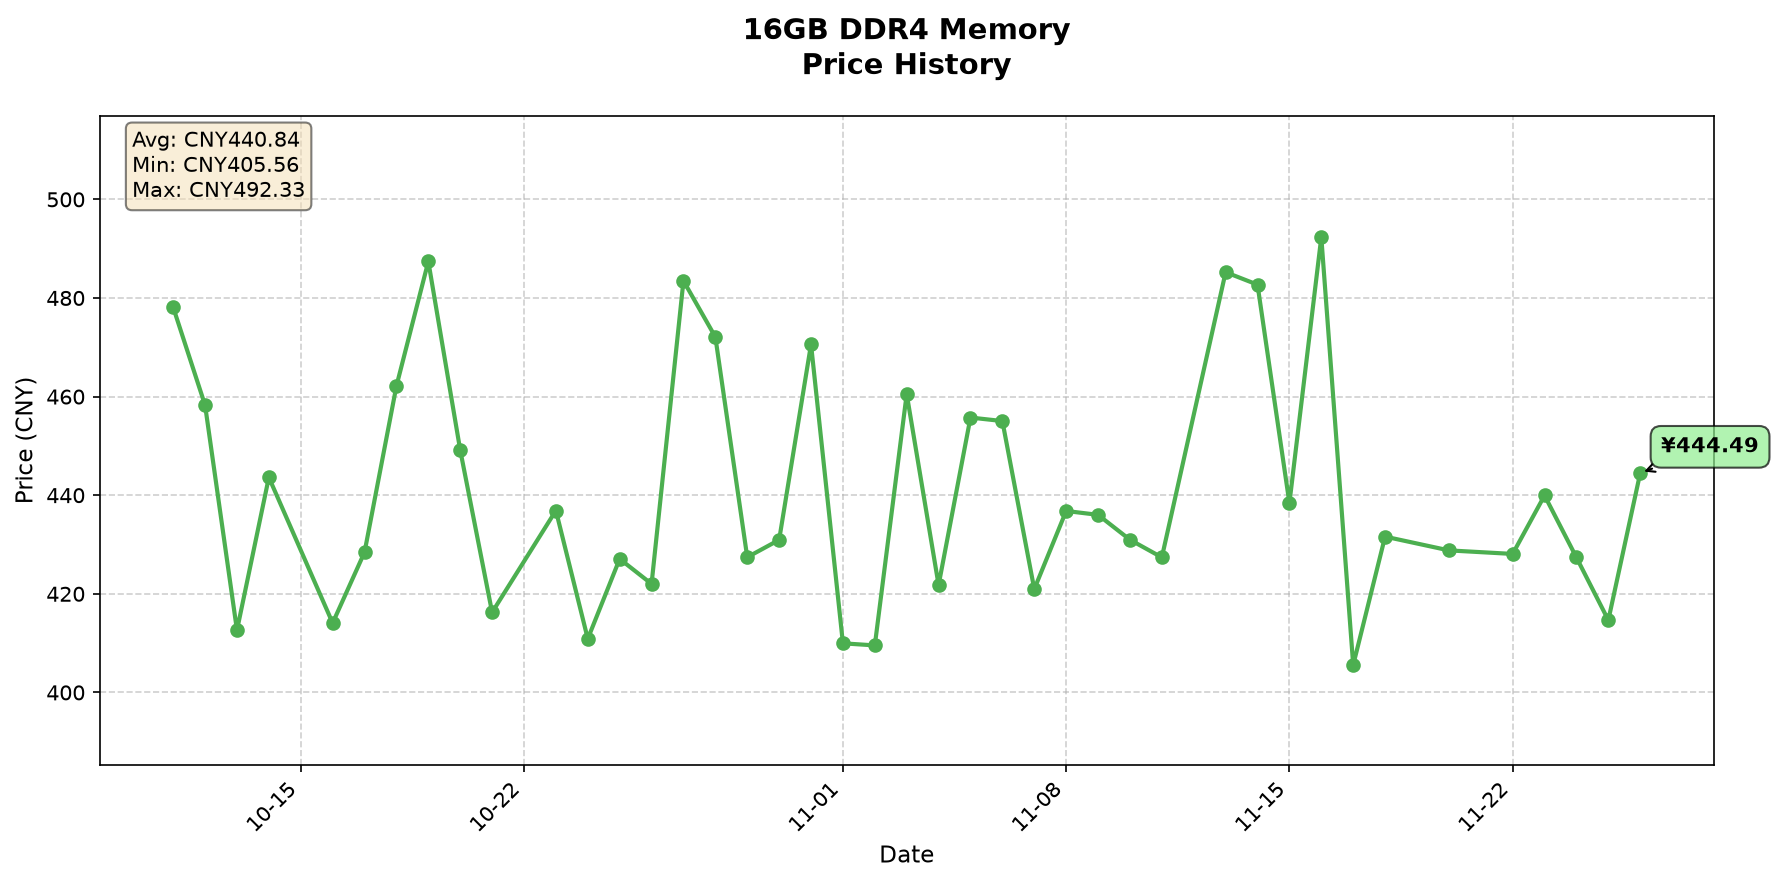 16GB DDR4 Memory
Price History
Avg: CNY440.84
Min: CNY405.56
Max: CNY492.33
500
480
460
440
420
400
Price (CNY)
¥444.49
10-15
10-22
11-01
11-08
11-15
11-22
Date